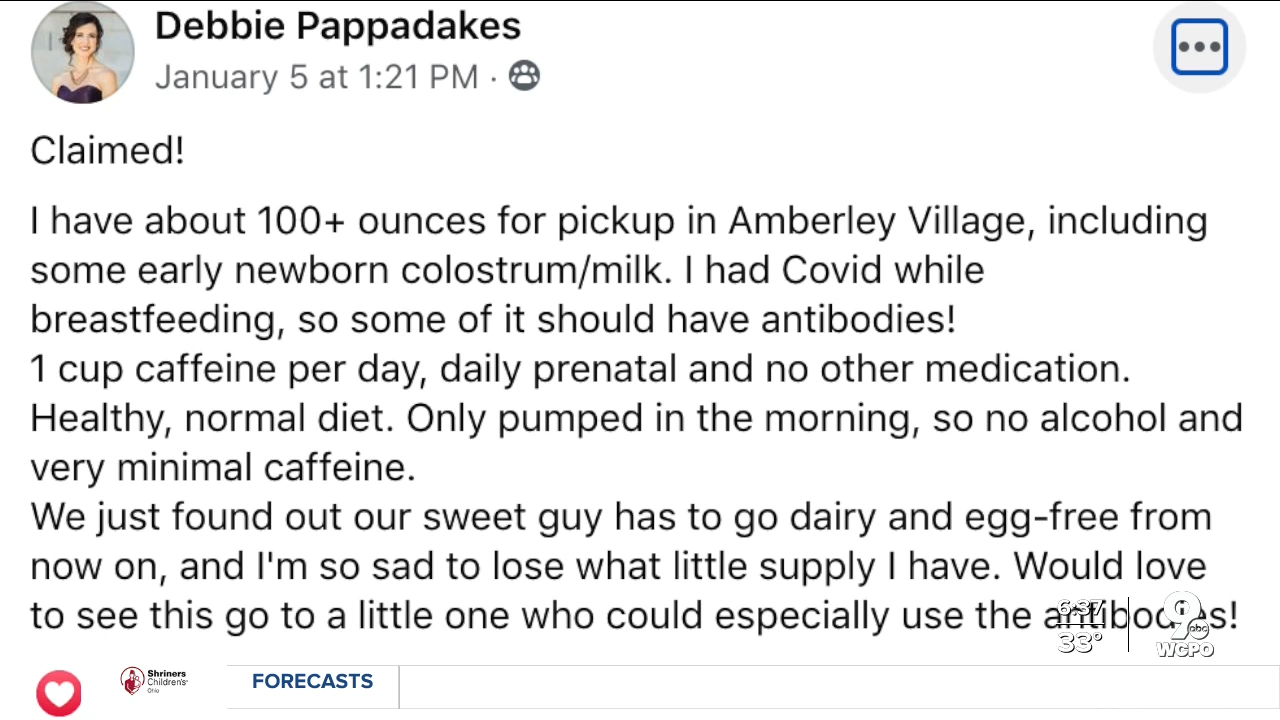 Debbie Pappadakes
January 5 at 1:21 PM ·
Claimed!
I have about 100+ ounces for pickup in Amberley Village, including
some early newborn colostrum/milk. I had Covid while
breastfeeding, so some of it should have antibodies!
1 cup caffeine per day, daily prenatal and no other medication.
Healthy, normal diet. Only pumped in the morning, so no alcohol and
very minimal caffeine.
We just found out our sweet guy has to go dairy and egg-free from
now on, and I'm so sad to lose what little supply I have. Would love
to see this go to a little one who could especially use the antibodies!
6:37
33°
9
abc
WCPO
Shriners
Children's
Ohio
FORECASTS